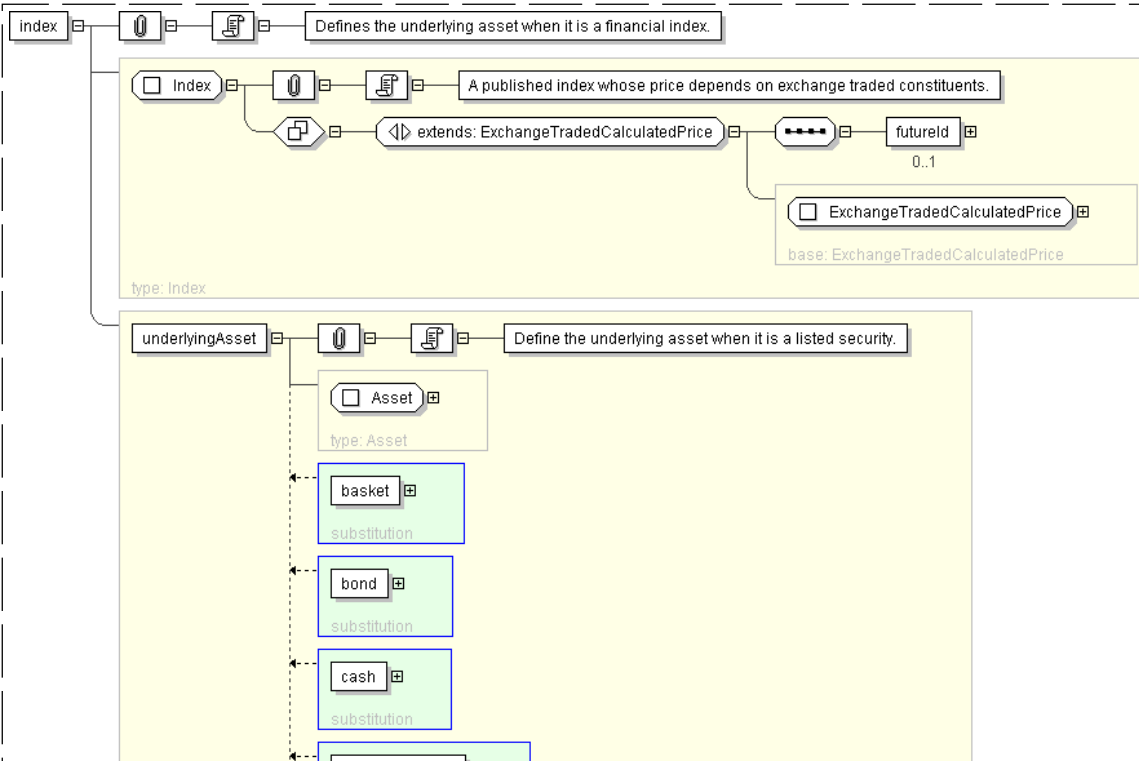 index
Defines the underlying asset when it is a financial index.
Index
A published index whose price depends on exchange traded constituents.
extends: ExchangeTradedCalculatedPrice
futureId
0..1
ExchangeTradedCalculatedPrice
base: ExchangeTradedCalculatedPrice
type: Index
underlyingAsset
Define the underlying asset when it is a listed security.
Asset
type: Asset
basket
substitution
bond
substitution
cash
substitution